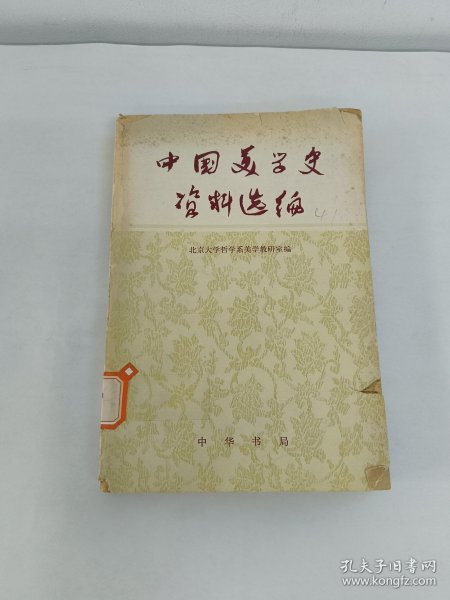 中国美学史
资料选编
北京大学哲学系美学教研室编
中华书局
孔夫子旧书网
www.kongfz.com